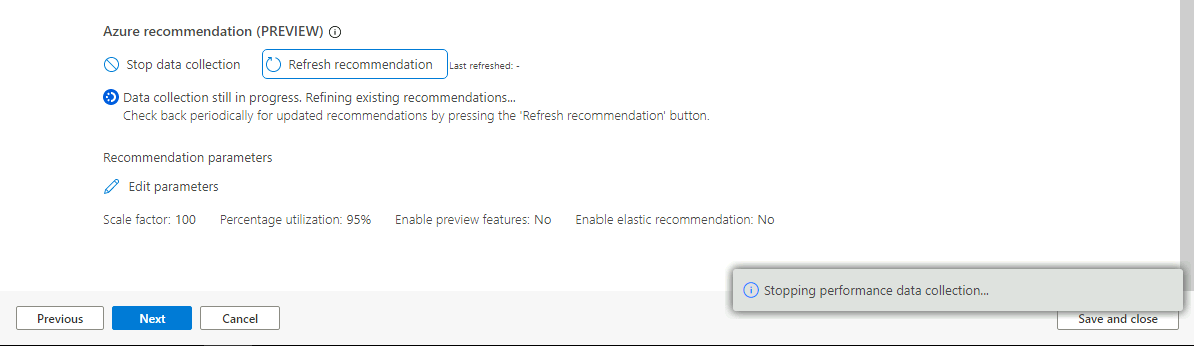 Azure recommendation (PREVIEW)
Stop data collection Refresh recommendation Last refreshed: -
Data collection still in progress. Refining existing recommendations...
Check back periodically for updated recommendations by pressing the 'Refresh recommendation' button.
Recommendation parameters
Edit parameters
Scale factor: 100 Percentage utilization: 95% Enable preview features: No Enable elastic recommendation: No
Stopping performance data collection...
Previous Next Cancel Save and close